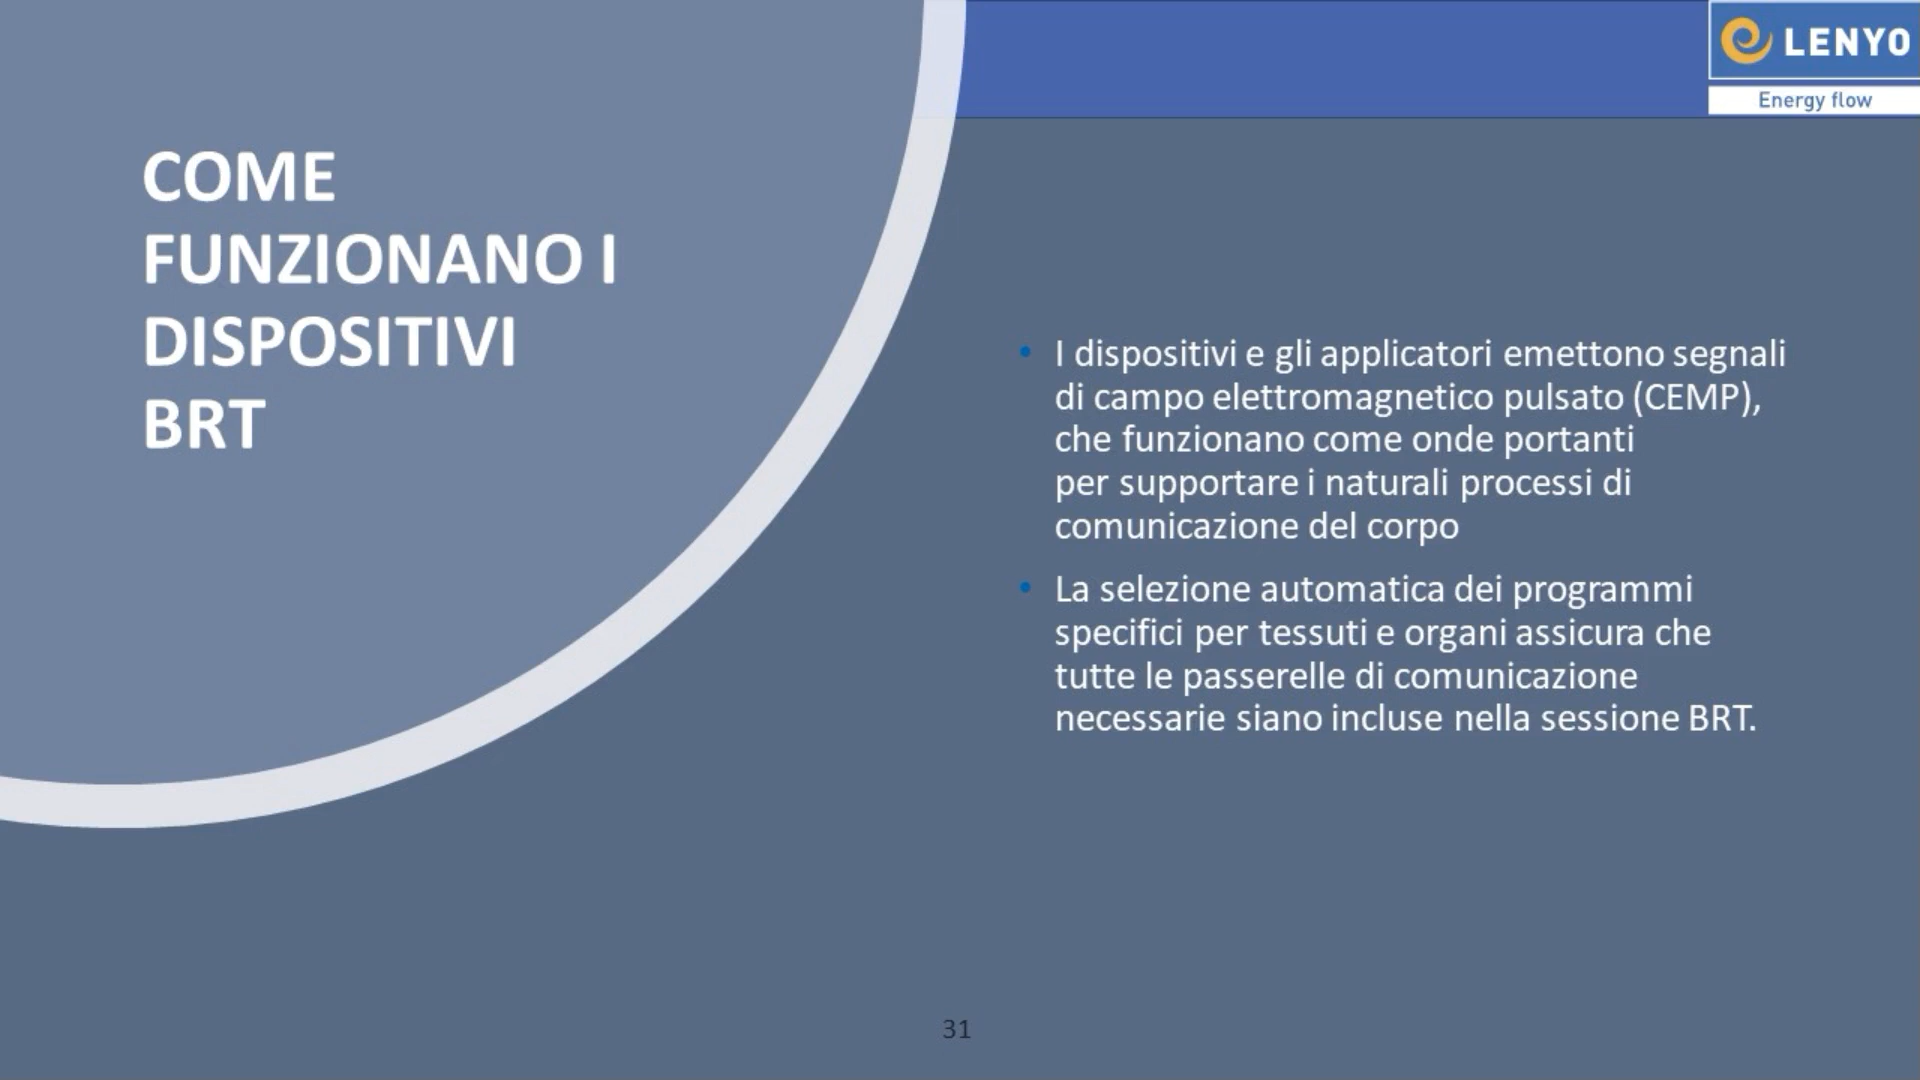 LENYO
Energy flow
COME
FUNZIONANO I
DISPOSITIVI
BRT
• I dispositivi e gli applicatori emettono segnali
di campo elettromagnetico pulsato (CEMP),
che funzionano come onde portanti
per supportare i naturali processi di
comunicazione del corpo
• La selezione automatica dei programmi
specifici per tessuti e organi assicura che
tutte le passerelle di comunicazione
necessarie siano incluse nella sessione BRT.
31